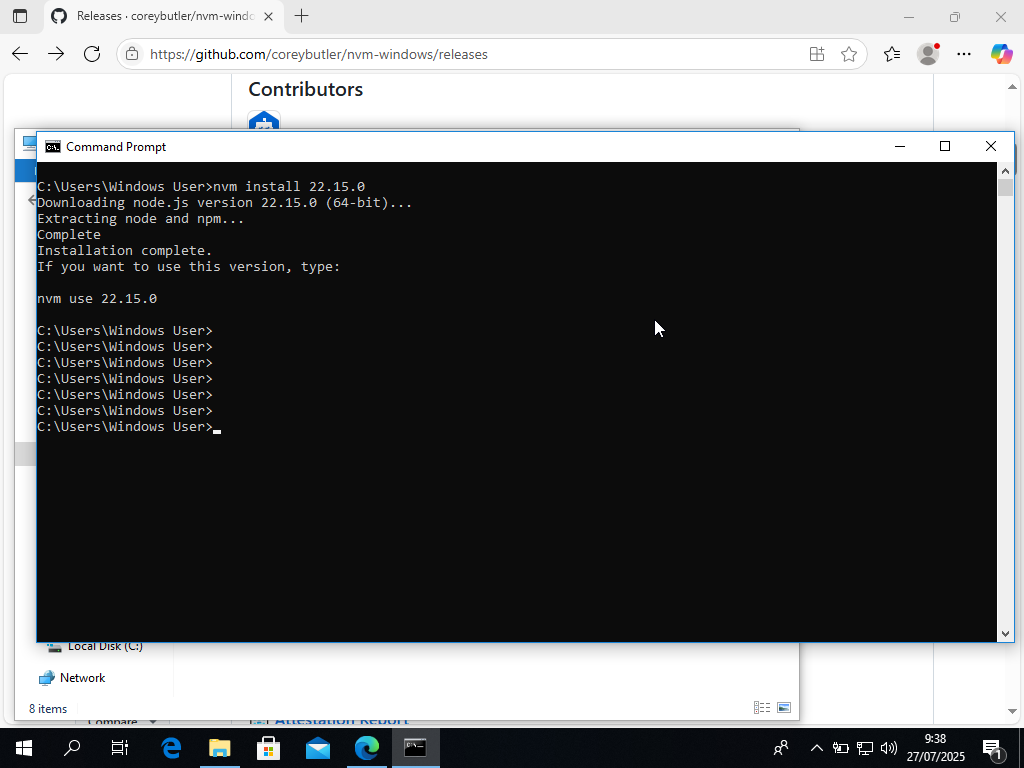 Releases · coreybutler/nvm-windo
https://github.com/coreybutler/nvm-windows/releases
Contributors
Command Prompt
C:\Users\Windows User>nvm install 22.15.0
Downloading node.js version 22.15.0 (64-bit)...
Extracting node and npm...
Complete
Installation complete.
If you want to use this version, type:
nvm use 22.15.0
C:\Users\Windows User>
C:\Users\Windows User>
C:\Users\Windows User>
C:\Users\Windows User>
C:\Users\Windows User>
C:\Users\Windows User>
C:\Users\Windows User>
Local Disk (C:)
Network
8 items
Compare
Attestation Report
9:38
27/07/2025
1